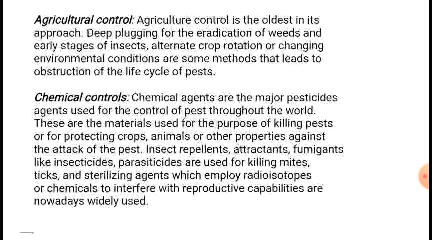 Agricultural control: Agriculture control is the oldest in its
approach. Deep plugging for the eradication of weeds and
early stages of insects, alternate crop rotation or changing
environmental conditions are some methods that leads to
obstruction of the life cycle of pests.
Chemical controls: Chemical agents are the major pesticides
agents used for the control of pest throughout the world.
These are the materials used for the purpose of killing pests
or for protecting crops, animals or other properties against
the attack of the pest. Insect repellents, attractants, fumigants
like insecticides, parasiticides are used for killing mites,
ticks, and sterilizing agents which employ radioisotopes
or chemicals to interfere with reproductive capabilities are
nowadays widely used.